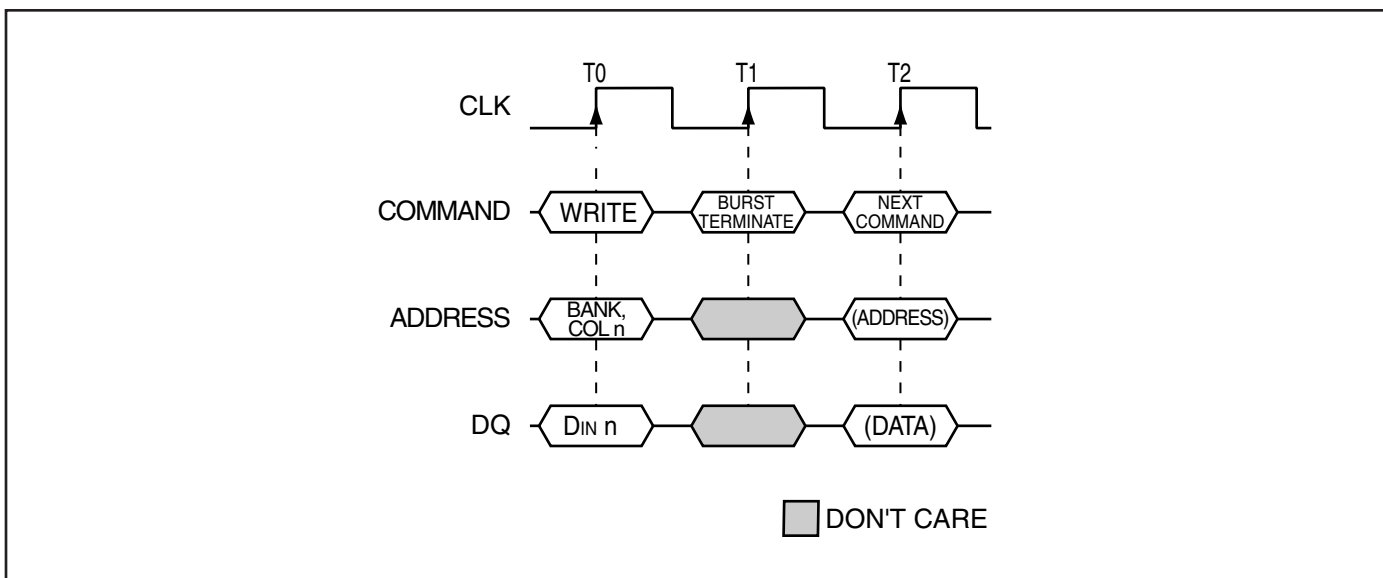 T0 T1 T2
CLK
COMMAND WRITE BURST TERMINATE NEXT COMMAND
ADDRESS BANK, COL n (ADDRESS)
DQ DIN n (DATA)
DON'T CARE